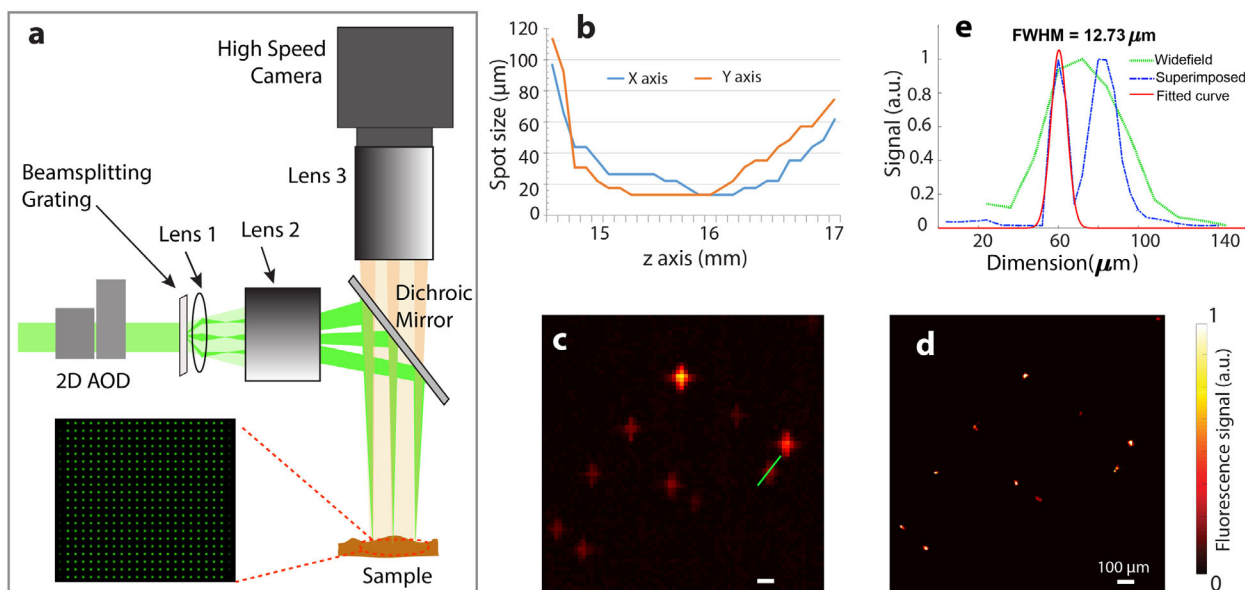 a
High Speed
Camera
Beamsplitting
Grating
Lens 1
Lens 2
Lens 3
Dichroic
Mirror
2D AOD
Sample
b
120
100
80
60
40
20
0
Spot size (µm)
X axis
Y axis
15
16
17
z axis (mm)
e
FWHM = 12.73 µm
1
0.8
0.6
0.4
0.2
0
Signal (a.u.)
Widefield
Superimposed
Fitted curve
20
60
100
140
Dimension(µm)
c
d
100 µm
1
Fluorescence signal (a.u.)
0